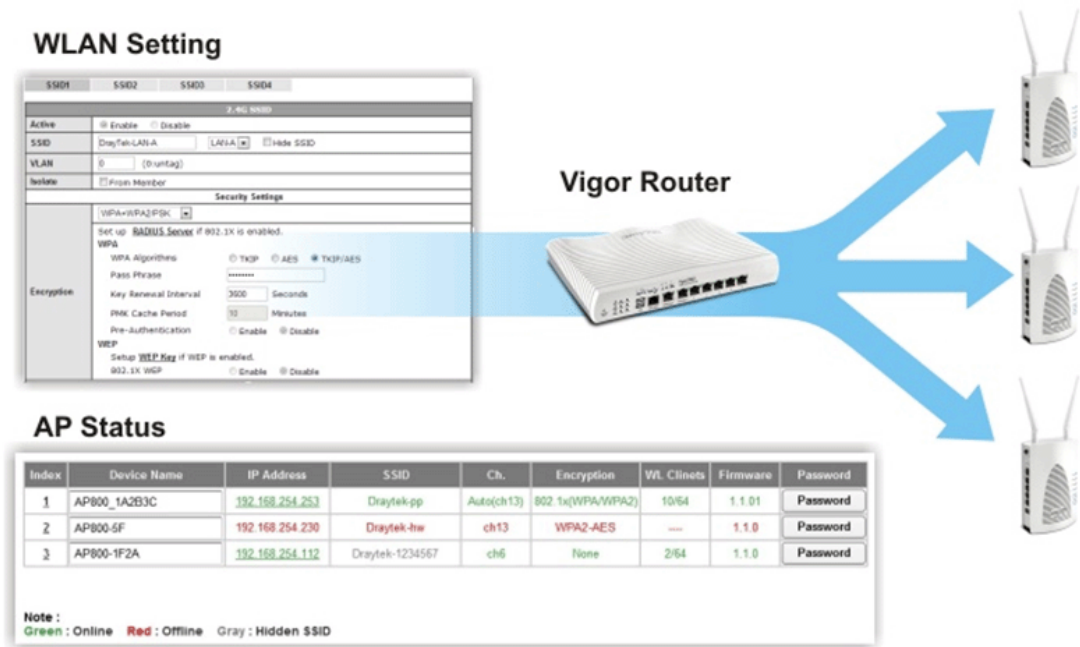 WLAN Setting
SSID1 SSID2 SSID3 SSID4
2.4G SSID
Active Enable Disable
SSID DrayTek-LAN-A LAN-A Hide SSID
VLAN 0 (0:untag)
Isolate From Member
Security Settings
WPA+WPA2/PSK
Set up RADIUS Server if 802.1X is enabled.
WPA
WPA Algorithms TKIP AES TKIP/AES
Pass Phrase ••••••••
Key Renewal Interval 3600 Seconds
Encryption
PMK Cache Period 10 Minutes
Pre-Authentication Enable Disable
WEP
Setup WEP Key if WEP is enabled.
802.1X WEP Enable Disable
Vigor Router
AP Status
Index Device Name IP Address SSID Ch. Encryption WL Clinets Firmware Password
1 AP800_1A2B3C 192.168.254.253 Draytek-pp Auto(ch13) 802.1x(WPA/WPA2) 10/64 1.1.01 Password
2 AP800-5F 192.168.254.230 Draytek-hw ch13 WPA2-AES ---- 1.1.0 Password
3 AP800-1F2A 192.168.254.112 Draytek-1234567 ch6 None 2/64 1.1.0 Password
Note :
Green : Online Red : Offline Gray : Hidden SSID